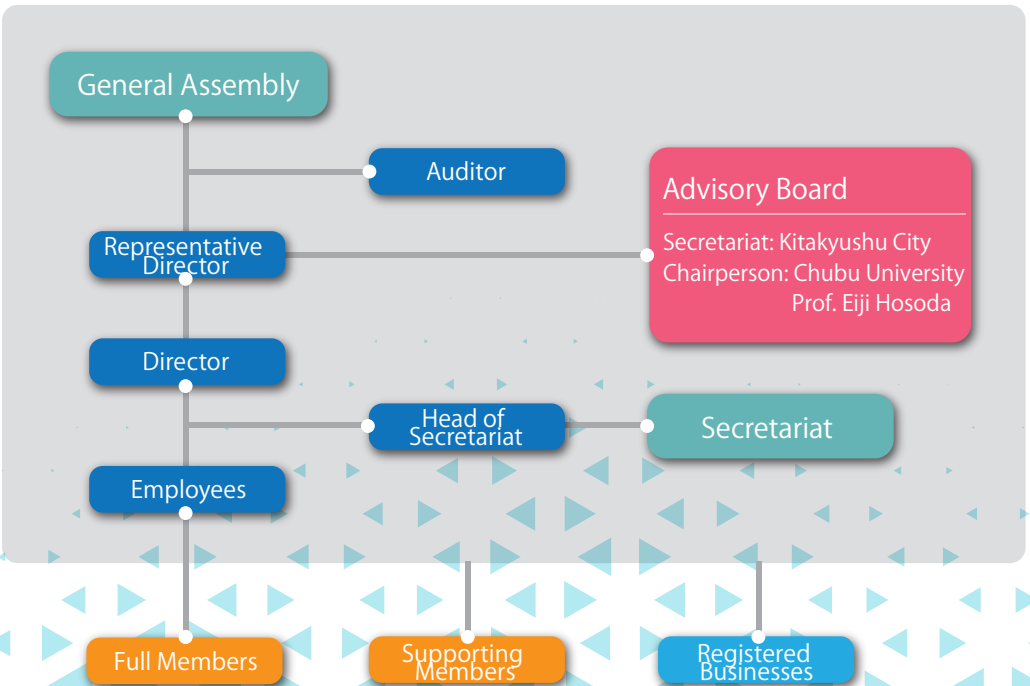 General Assembly
Auditor
Advisory Board
Secretariat: Kitakyushu City
Chairperson: Chubu University
Prof. Eiji Hosoda
Representative
Director
Director
Head of
Secretariat
Secretariat
Employees
Full Members
Supporting
Members
Registered
Businesses